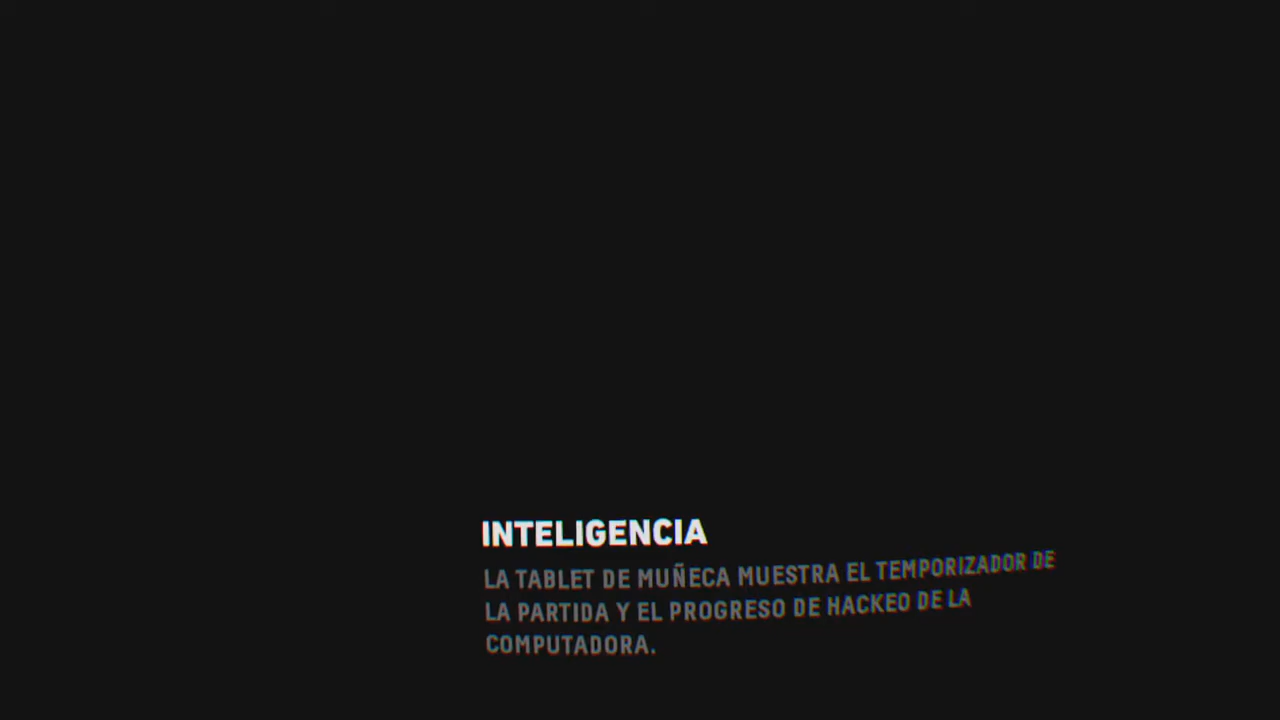 INTELIGENCIA
LA TABLET DE MUÑECA MUESTRA EL TEMPORIZADOR DE
LA PARTIDA Y EL PROGRESO DE HACKEO DE LA
COMPUTADORA.